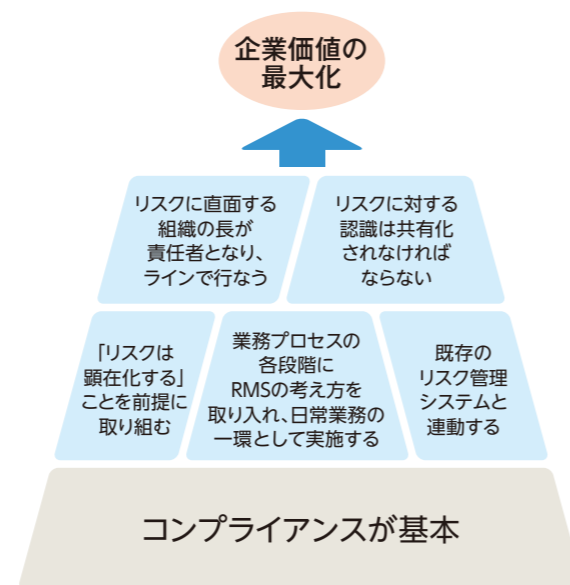 企業価値の
最大化
リスクに直面する
組織の長が
責任者となり、
ラインで行なう
リスクに対する
認識は共有化
されなければ
ならない
「リスクは
顕在化する」
ことを前提に
取り組む
業務プロセスの
各段階に
RMSの考え方を
取り入れ、日常業務の
一環として実施する
既存の
リスク管理
システムと
連動する
コンプライアンスが基本